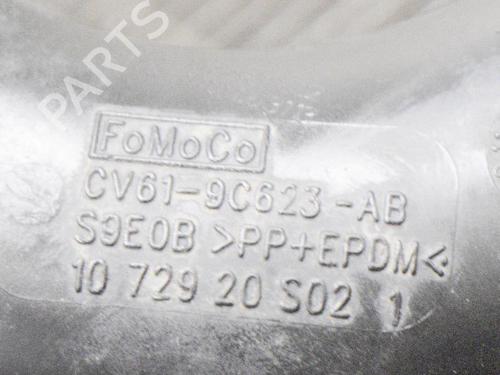 PARTS
FoMoCo
CV61-9C623-AB
S9E0B >PP+EPDM<
10 729 20 S02 1